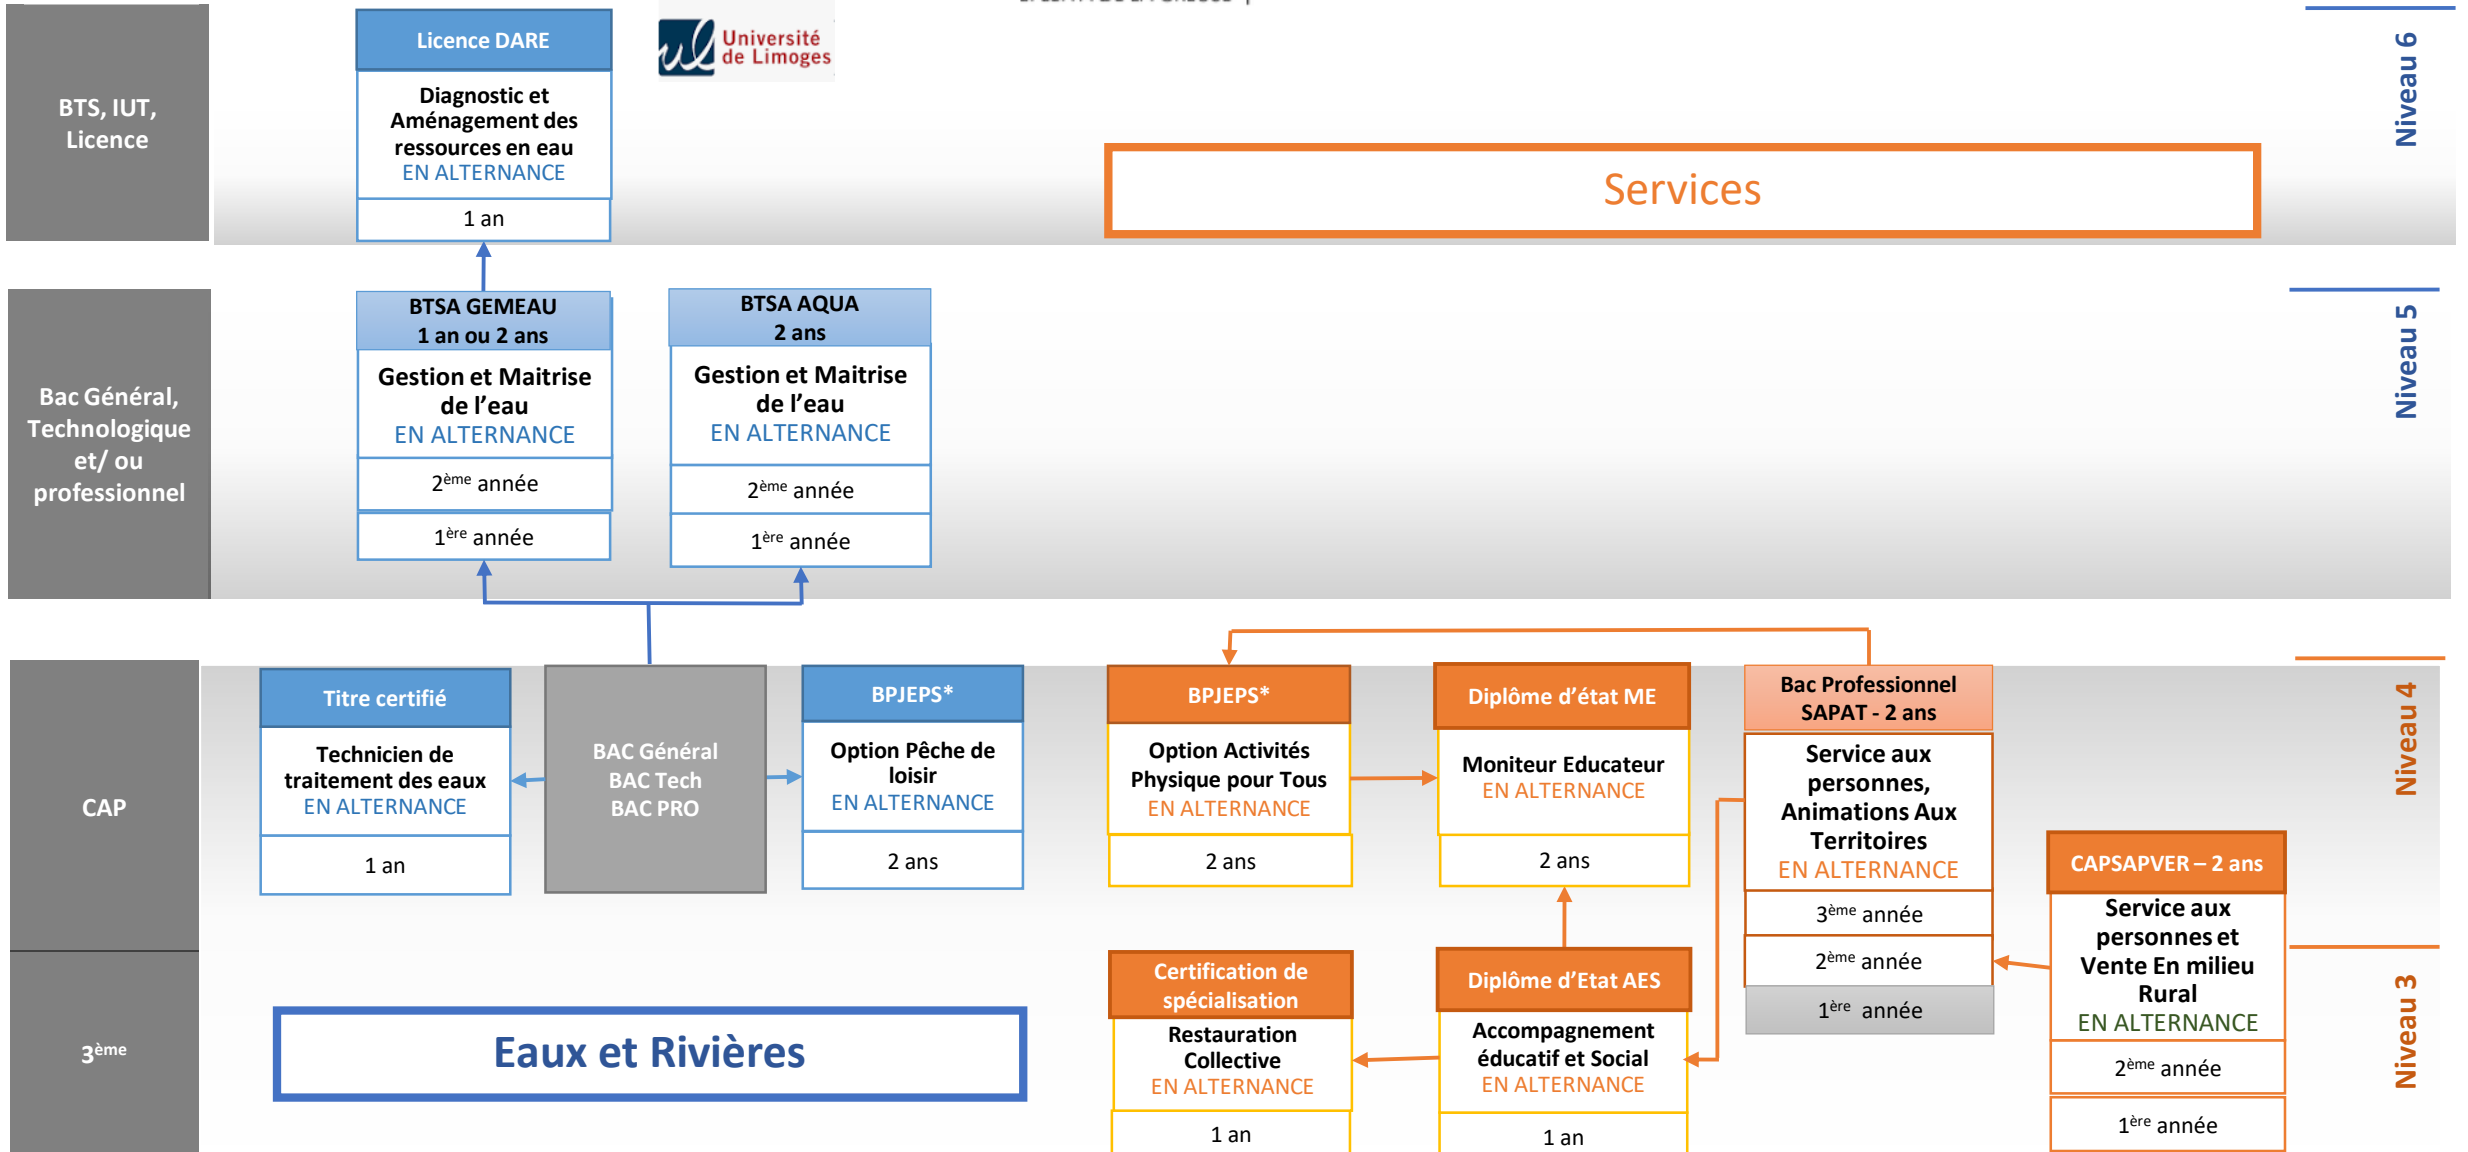 Licence DARE
Université
de Limoges
BTS, IUT,
Licence
Diagnostic et
Aménagement des
ressources en eau
EN ALTERNANCE
1 an
Services
Niveau 6
Bac Général,
Technologique
et/ ou
professionnel
BTSA GEMEAU
1 an ou 2 ans
Gestion et Maitrise
de l’eau
EN ALTERNANCE
2ème année
1ère année
BTSA AQUA
2 ans
Gestion et Maitrise
de l’eau
EN ALTERNANCE
2ème année
1ère année
Niveau 5
CAP
Titre certifié
Technicien de
traitement des eaux
EN ALTERNANCE
1 an
BAC Général
BAC Tech
BAC PRO
BPJEPS*
Option Pêche de
loisir
EN ALTERNANCE
2 ans
BPJEPS*
Option Activités
Physique pour Tous
EN ALTERNANCE
2 ans
Diplôme d’état ME
Moniteur Educateur
EN ALTERNANCE
2 ans
Bac Professionnel
SAPAT - 2 ans
Service aux
personnes,
Animations Aux
Territoires
EN ALTERNANCE
3ème année
2ème année
1ère année
CAPSAPVER – 2 ans
Service aux
personnes et
Vente En milieu
Rural
EN ALTERNANCE
2ème année
1ère année
Niveau 4
3ème
Eaux et Rivières
Certification de
spécialisation
Restauration
Collective
EN ALTERNANCE
1 an
Diplôme d’Etat AES
Accompagnement
éducatif et Social
EN ALTERNANCE
1 an
Niveau 3